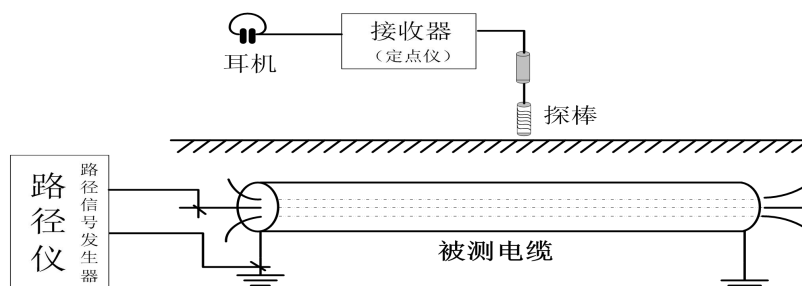 接收器
（定点仪）
耳机
探棒
路径仪
路径信号发生器
被测电缆